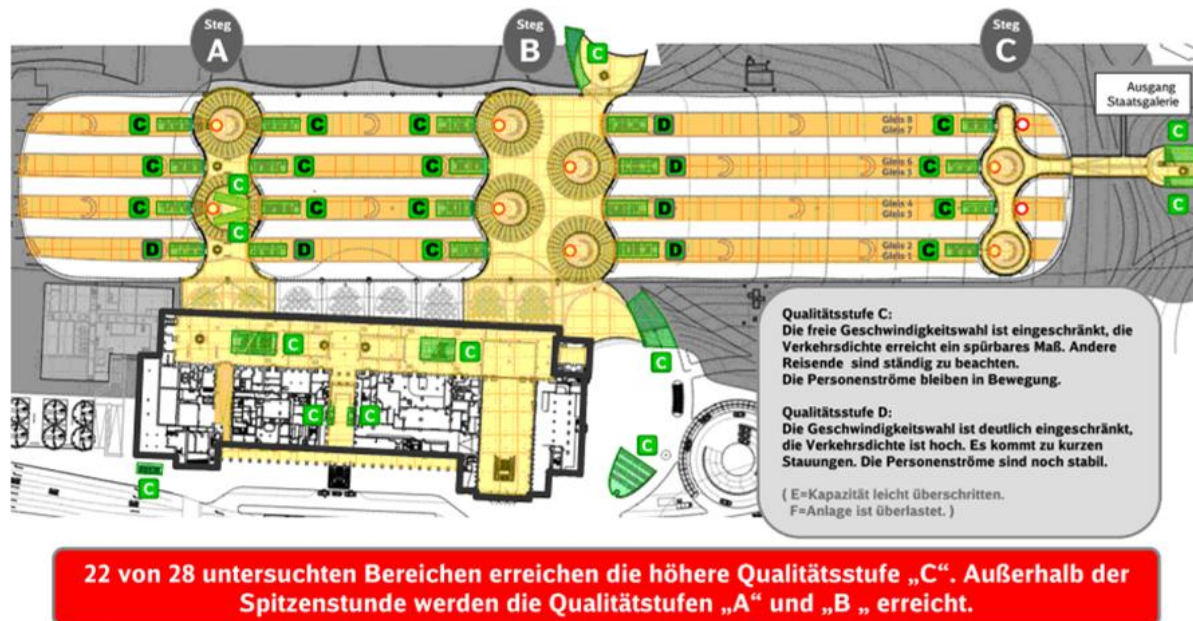 Steg
A
Steg
B
Steg
C
C
Ausgang
Staatsgalerie
C C C C D C Gleis 8
Gleis 7
C
C C C D Gleis 6
Gleis 5
C
C
C C C D C Gleis 4
Gleis 3
C
C
D D C D C Gleis 2
Gleis 1
C C
C
C C
C
C
Qualitätsstufe C:
Die freie Geschwindigkeitswahl ist eingeschränkt, die
Verkehrsdichte erreicht ein spürbares Maß. Andere
Reisende sind ständig zu beachten.
Die Personenströme bleiben in Bewegung.
Qualitätsstufe D:
Die Geschwindigkeitswahl ist deutlich eingeschränkt,
die Verkehrsdichte ist hoch. Es kommt zu kurzen
Stauungen. Die Personenströme sind noch stabil.
( E=Kapazität leicht überschritten.
F=Anlage ist überlastet. )
22 von 28 untersuchten Bereichen erreichen die höhere Qualitätsstufe „C“. Außerhalb der
Spitzenstunde werden die Qualitätstufen „A“ und „B „ erreicht.